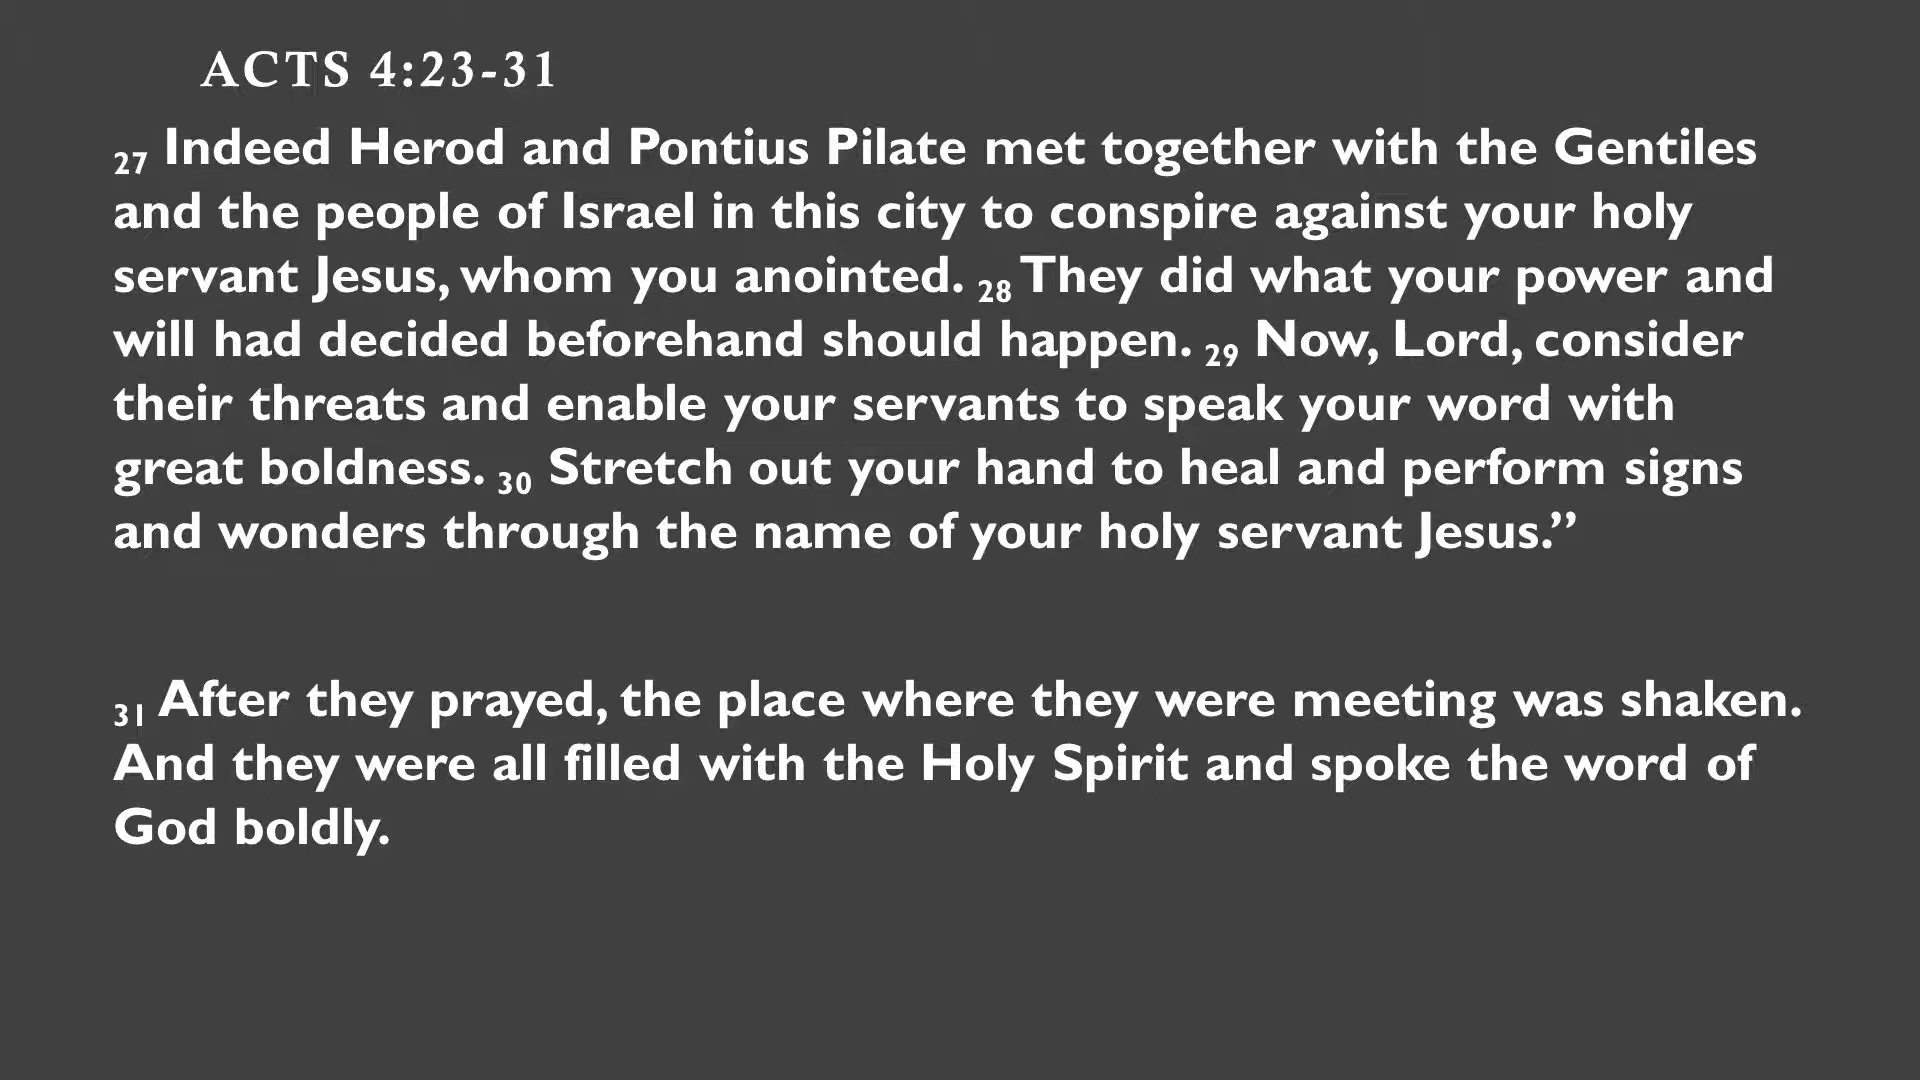 ACTS 4:23-31
27 Indeed Herod and Pontius Pilate met together with the Gentiles
and the people of Israel in this city to conspire against your holy
servant Jesus, whom you anointed. 28 They did what your power and
will had decided beforehand should happen. 29 Now, Lord, consider
their threats and enable your servants to speak your word with
great boldness. 30 Stretch out your hand to heal and perform signs
and wonders through the name of your holy servant Jesus.”
31 After they prayed, the place where they were meeting was shaken.
And they were all filled with the Holy Spirit and spoke the word of
God boldly.